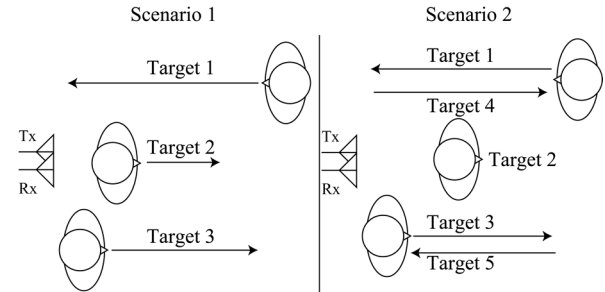 Scenario 1
Target 1
Tx
Target 2
Rx
Target 3
Scenario 2
Target 1
Target 4
Tx
Target 2
Rx
Target 3
Target 5